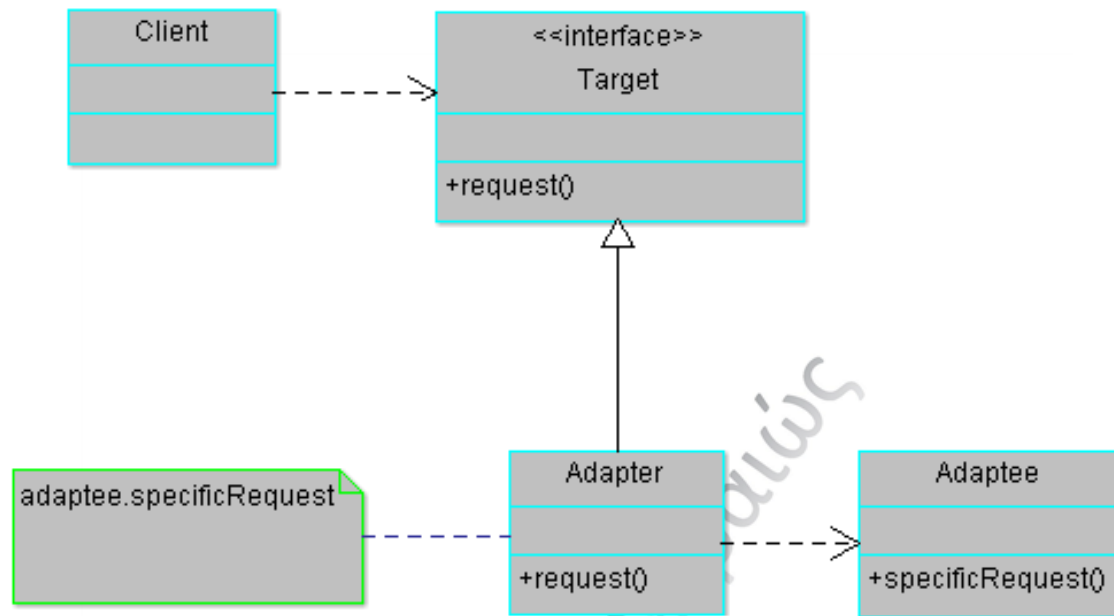 Client
<<interface>>
Target
+request()
adaptee.specificRequest
Adapter
+request()
Adaptee
+specificRequest()